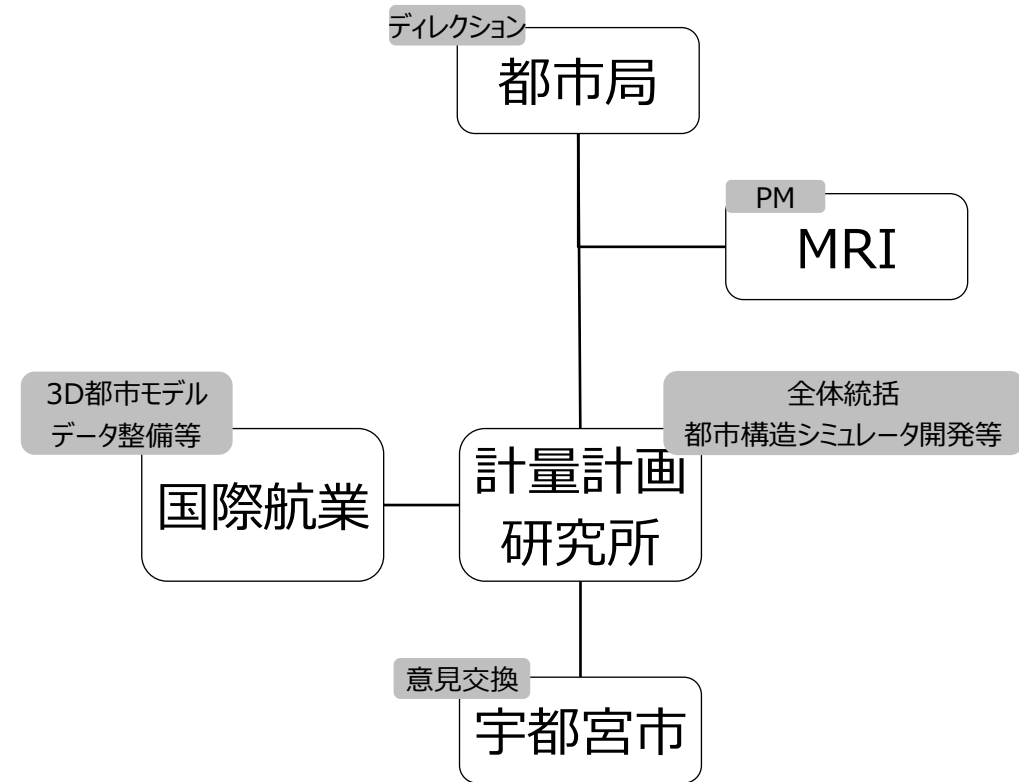 ディレクション
都市局
PM
MRI
3D都市モデル
データ整備等
国際航業
全体統括
都市構造シミュレータ開発等
計量計画
研究所
意見交換
宇都宮市